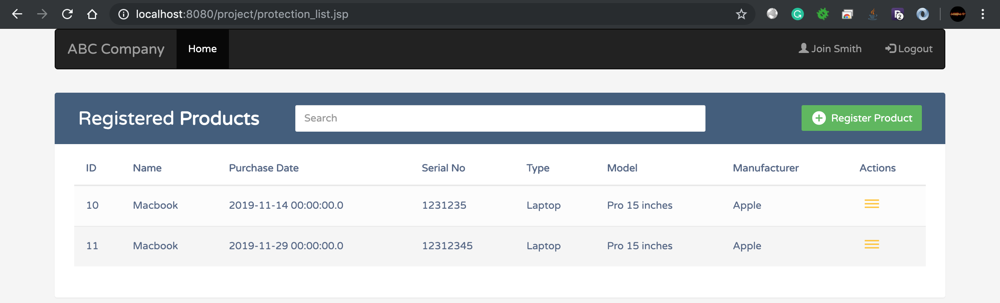 localhost:8080/project/protection_list.jsp
2
ABC Company Home Join Smith Logout
Registered Products Search Register Product
ID Name Purchase Date Serial No Type Model Manufacturer Actions
10 Macbook 2019-11-14 00:00:00.0 1231235 Laptop Pro 15 inches Apple
11 Macbook 2019-11-29 00:00:00.0 12312345 Laptop Pro 15 inches Apple